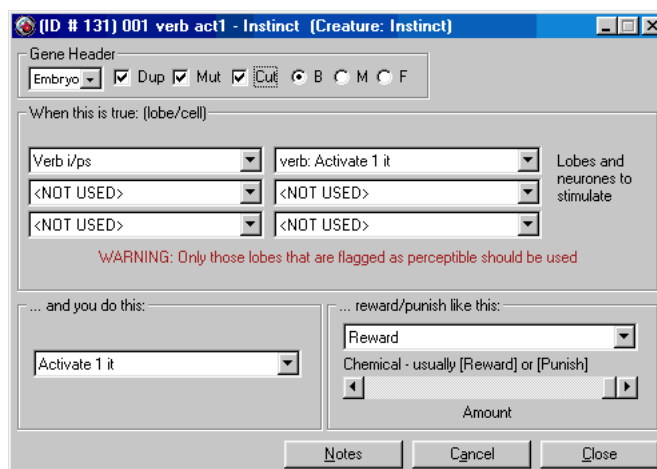 (ID # 131) 001 verb act1 - Instinct (Creature: Instinct)
Gene Header
Embryo Dup Mut Cut B M F
When this is true: (lobe/cell)
Verb i/ps verb: Activate 1 it Lobes and
neurones to
stimulate
<NOT USED> <NOT USED>
<NOT USED> <NOT USED>
WARNING: Only those lobes that are flagged as perceptible should be used
... and you do this: ... reward/punish like this:
Reward
Activate 1 it Chemical - usually [Reward] or [Punish]
Amount
Notes Cancel Close